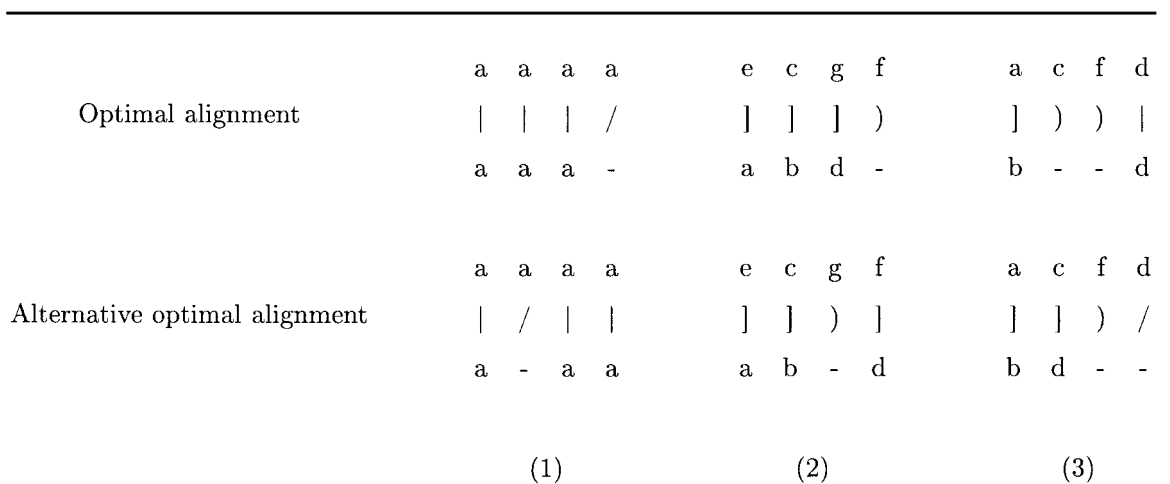 a a a a e c g f a c f d
Optimal alignment | | | / ] ] ] ) ] ) ) |
a a a - a b d - b - - d
a a a a e c g f a c f d
Alternative optimal alignment | / | | ] ] ) ] ] ] ) /
a - a a a b - d b d - -
(1) (2) (3)